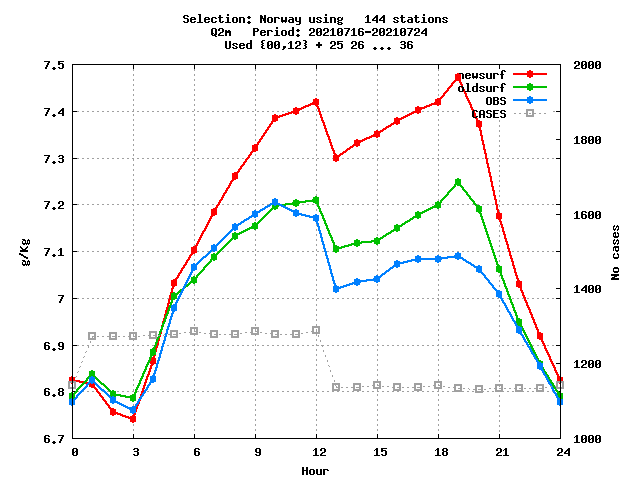 Selection: Norway using   144 stations
Q2m   Period: 20210716-20210724
Used {00,12} + 25 26 ... 36
newsurf
oldsurf
OBS
CASES
7,5
7,4
7,3
7,2
7,1
7
6,9
6,8
6,7
g/Kg
2000
1800
1600
1400
1200
1000
No cases
0 3 6 9 12 15 18 21 24
Hour